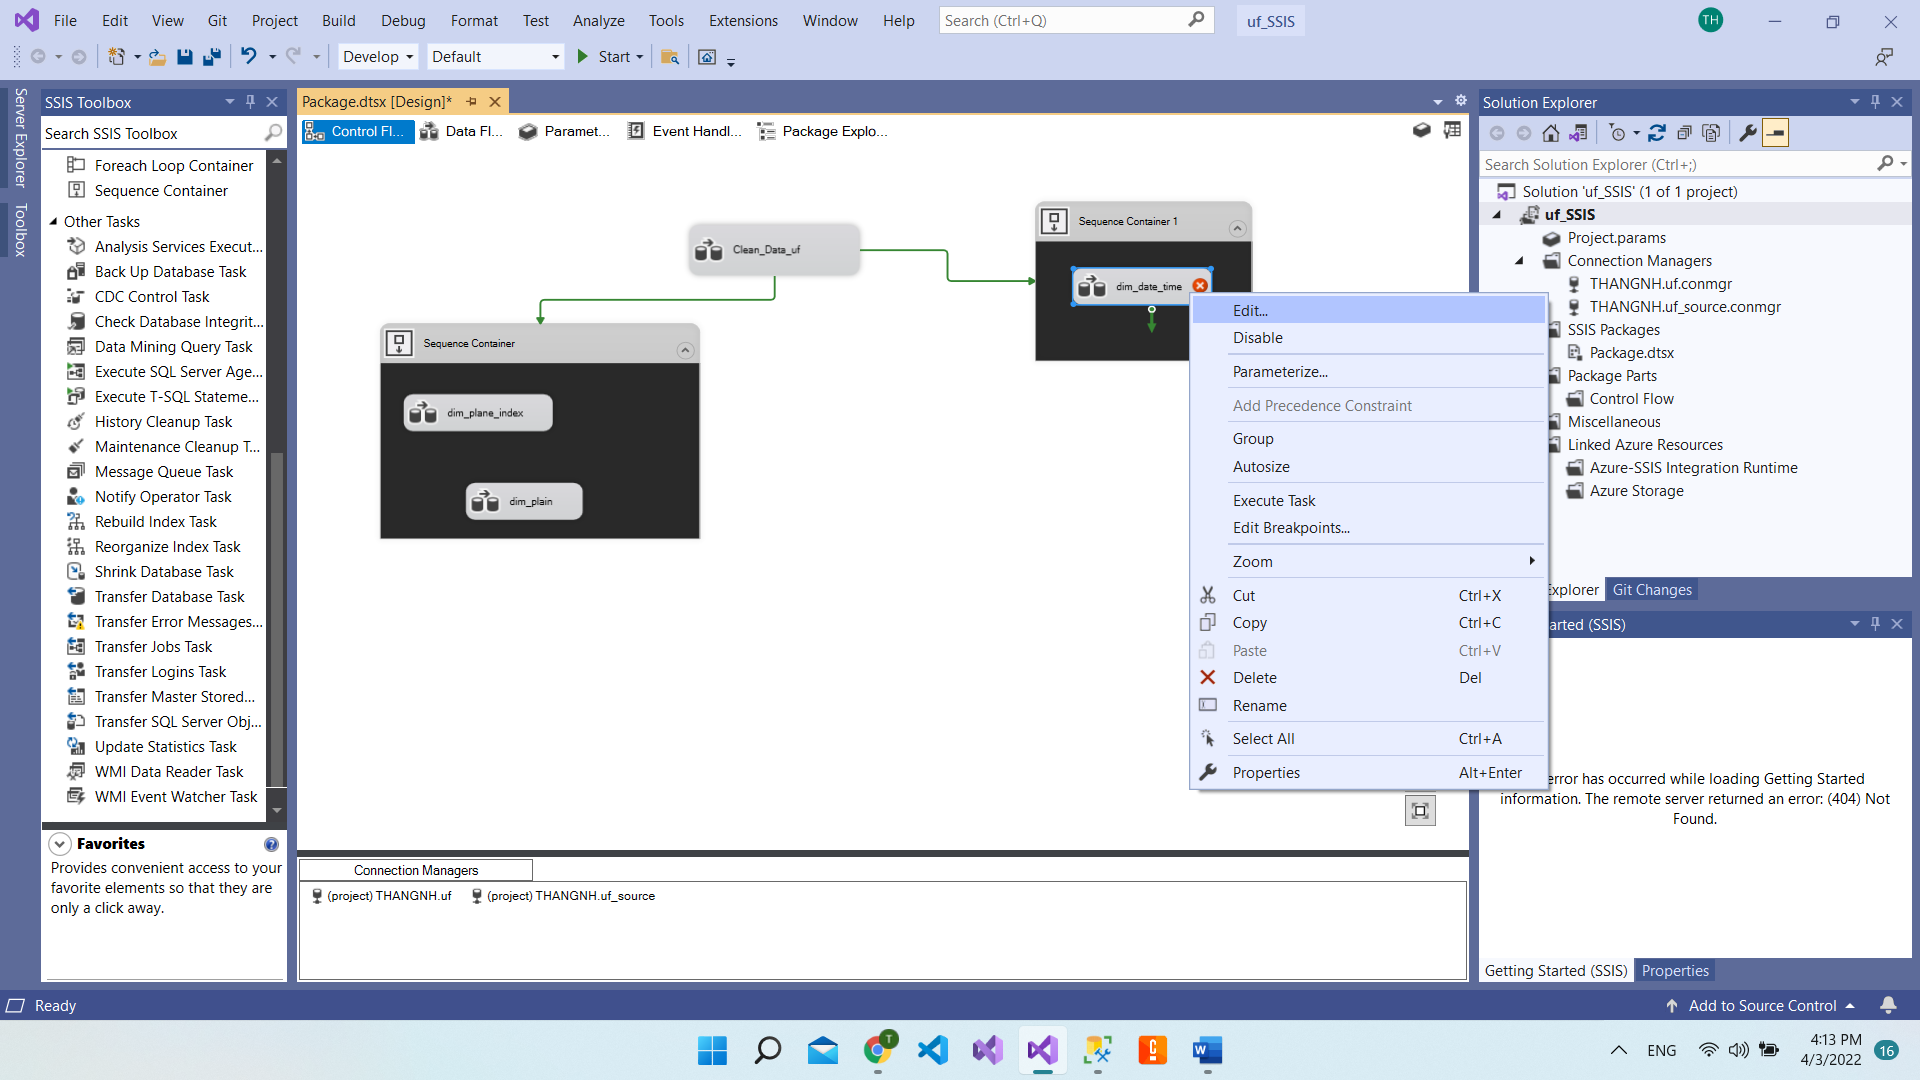 File Edit View Git Project Build Debug Format Test Analyze Tools Extensions Window Help Search (Ctrl+Q) uf_SSIS TH
Develop Default Start
Server Explorer
Toolbox
SSIS Toolbox
Search SSIS Toolbox
Foreach Loop Container
Sequence Container
Other Tasks
Analysis Services Execut...
Back Up Database Task
CDC Control Task
Check Database Integrit...
Data Mining Query Task
Execute SQL Server Age...
Execute T-SQL Stateme...
History Cleanup Task
Maintenance Cleanup T...
Message Queue Task
Notify Operator Task
Rebuild Index Task
Reorganize Index Task
Shrink Database Task
Transfer Database Task
Transfer Error Messages...
Transfer Jobs Task
Transfer Logins Task
Transfer Master Stored...
Transfer SQL Server Obj...
Update Statistics Task
WMI Data Reader Task
WMI Event Watcher Task
Favorites
Provides convenient access to your
favorite elements so that they are
only a click away.
Package.dtsx [Design]*
Control Fl... Data Fl... Paramet... Event Handl... Package Explo...
Clean_Data_uf
Sequence Container 1
dim_date_time
Sequence Container
dim_plane_index
dim_plain
Edit...
Disable
Parameterize...
Add Precedence Constraint
Group
Autosize
Execute Task
Edit Breakpoints...
Zoom
Cut Ctrl+X
Copy Ctrl+C
Paste Ctrl+V
Delete Del
Rename
Select All Ctrl+A
Properties Alt+Enter
Connection Managers
(project) THANGNH.uf (project) THANGNH.uf_source
Solution Explorer
Search Solution Explorer (Ctrl+;)
Solution 'uf_SSIS' (1 of 1 project)
uf_SSIS
Project.params
Connection Managers
THANGNH.uf.conmgr
THANGNH.uf_source.conmgr
SSIS Packages
Package.dtsx
Package Parts
Control Flow
Miscellaneous
Linked Azure Resources
Azure-SSIS Integration Runtime
Azure Storage
xplorer Git Changes
arted (SSIS)
error has occurred while loading Getting Started
information. The remote server returned an error: (404) Not
Found.
Getting Started (SSIS) Properties
Ready Add to Source Control
T
ENG 4:13 PM
4/3/2022 16